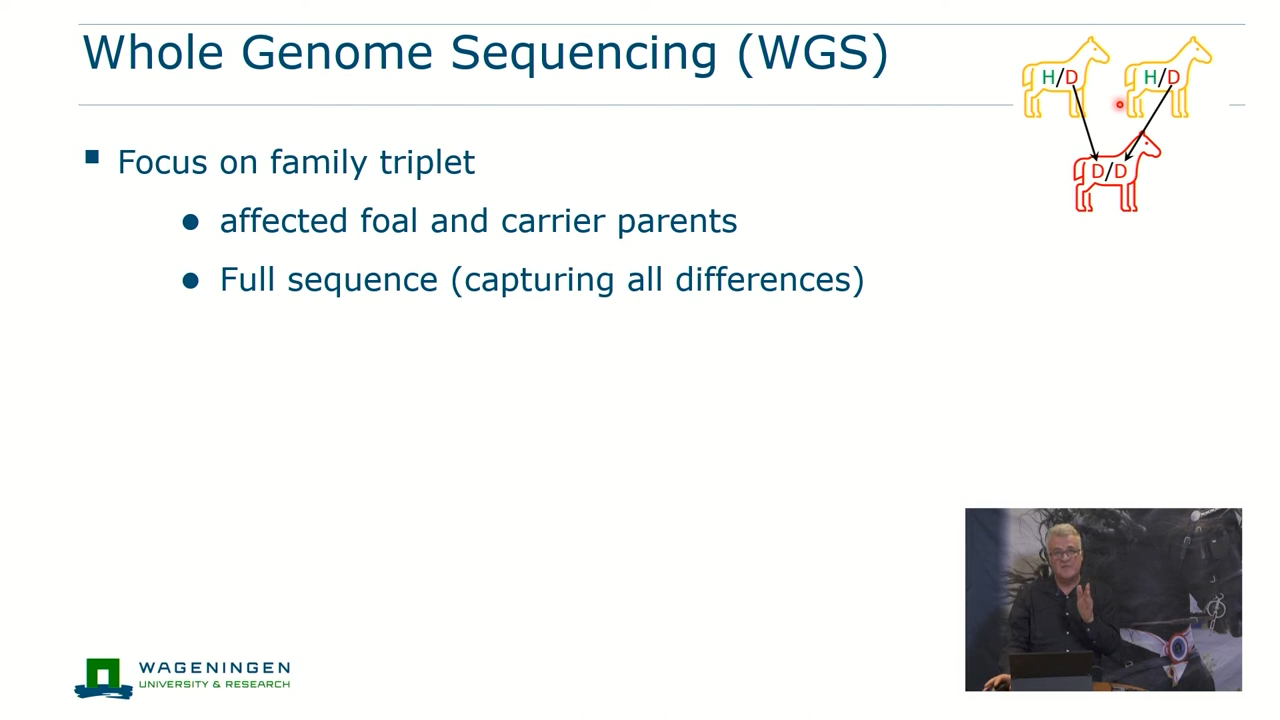 Whole Genome Sequencing (WGS)
H/D H/D
D/D
Focus on family triplet
affected foal and carrier parents
Full sequence (capturing all differences)
WAGENINGEN
UNIVERSITY & RESEARCH